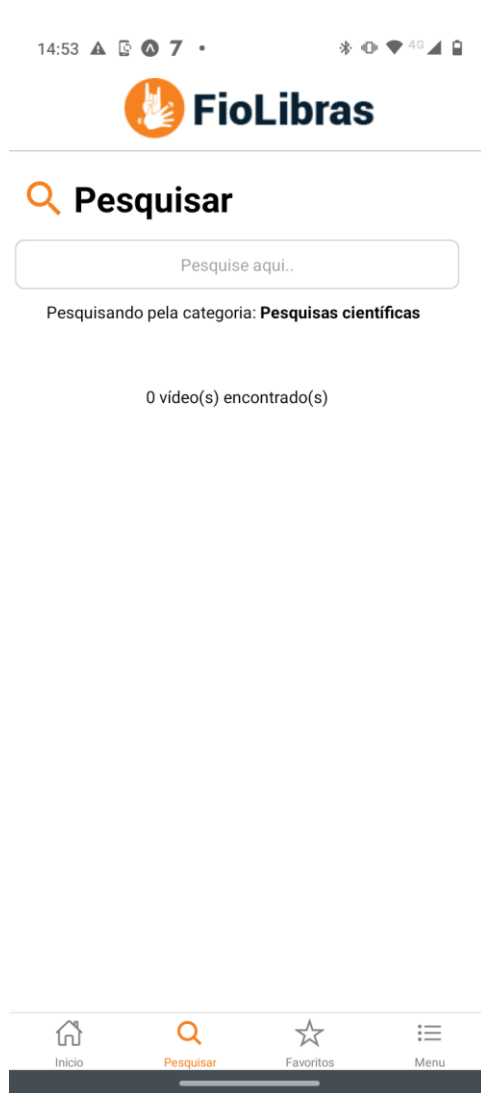 14:53 7 • 4G
FioLibras
Pesquisar
Pesquise aqui..
Pesquisando pela categoria: Pesquisas científicas
0 vídeo(s) encontrado(s)
Inicio Pesquisar Favoritos Menu